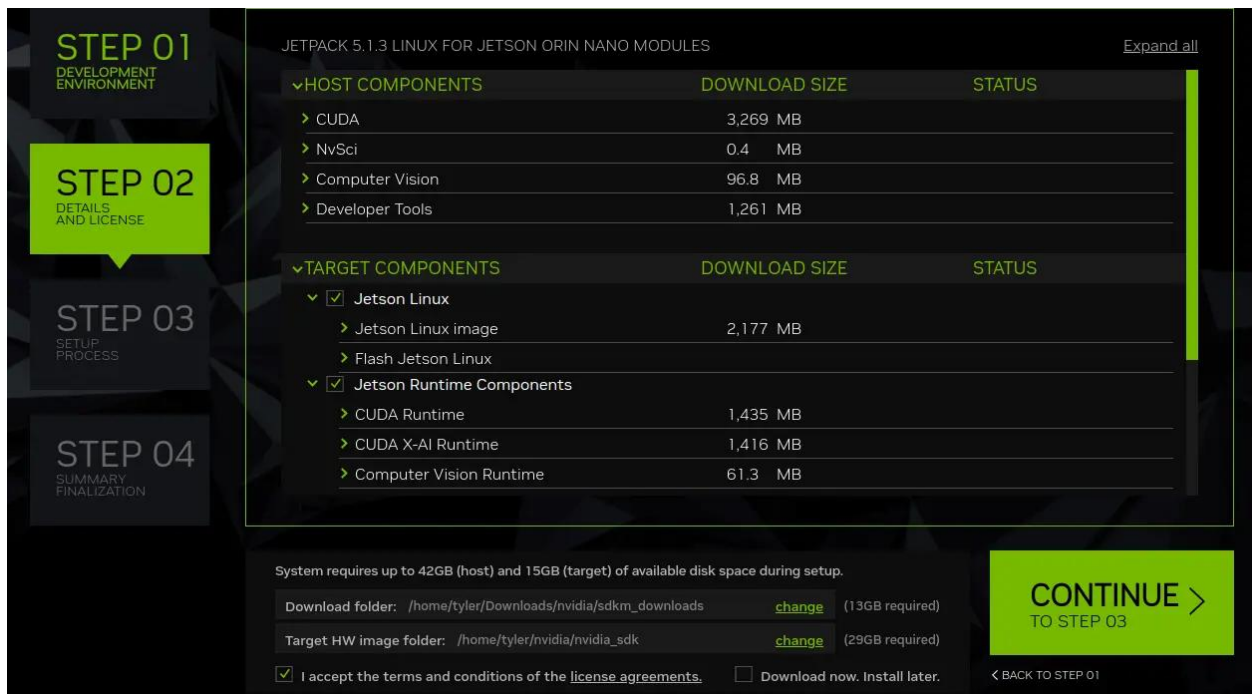 STEP 01
DEVELOPMENT
ENVIRONMENT
STEP 02
DETAILS
AND LICENSE
STEP 03
SETUP
PROCESS
STEP 04
SUMMARY
FINALIZATION
JETPACK 5.1.3 LINUX FOR JETSON ORIN NANO MODULES Expand all
HOST COMPONENTS DOWNLOAD SIZE STATUS
CUDA 3,269 MB
NvSci 0.4 MB
Computer Vision 96.8 MB
Developer Tools 1,261 MB
TARGET COMPONENTS DOWNLOAD SIZE STATUS
Jetson Linux
Jetson Linux image 2,177 MB
Flash Jetson Linux
Jetson Runtime Components
CUDA Runtime 1,435 MB
CUDA X-AI Runtime 1,416 MB
Computer Vision Runtime 61.3 MB
System requires up to 42GB (host) and 15GB (target) of available disk space during setup.
Download folder: /home/tyler/Downloads/nvidia/sdkm_downloads change (13GB required)
Target HW image folder: /home/tyler/nvidia/nvidia_sdk change (29GB required)
I accept the terms and conditions of the license agreements. Download now. Install later.
CONTINUE >
TO STEP 03
< BACK TO STEP 01